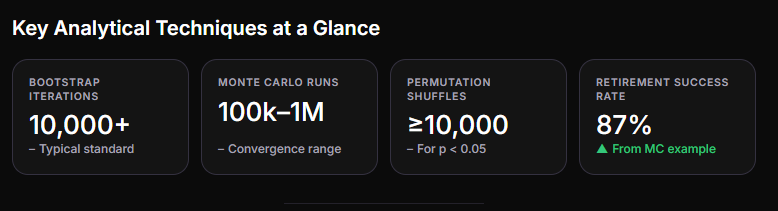 Key Analytical Techniques at a Glance
BOOTSTRAP
ITERATIONS
10,000+
– Typical standard
MONTE CARLO RUNS
100k–1M
– Convergence range
PERMUTATION
SHUFFLES
≥10,000
– For p < 0.05
RETIREMENT SUCCESS
RATE
87%
▲ From MC example